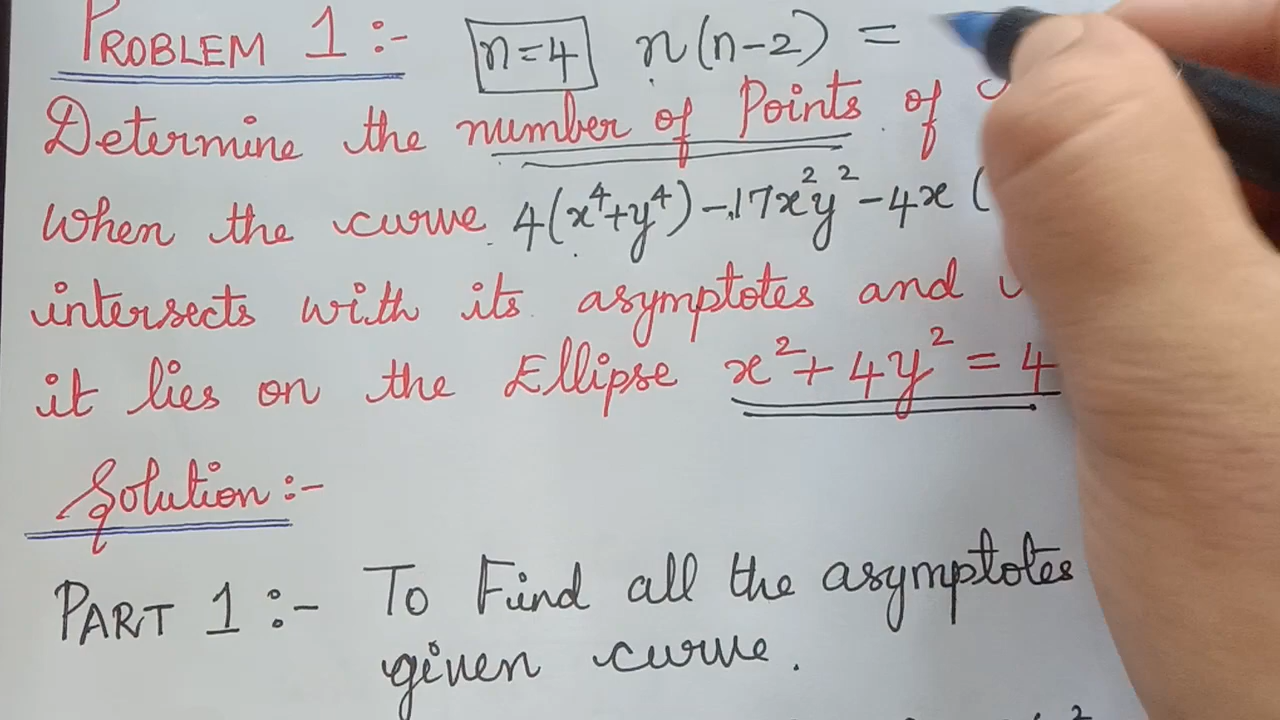 PROBLEM 1 :- n=4 n(n-2) =
Determine the number of Points of
When the curve 4(x⁴+y⁴) - 17x²y² - 4x (
intersects with its asymptotes and
it lies on the Ellipse x² + 4y² = 4
Solution :-
PART 1 :- To Find all the asymptotes
given curve.